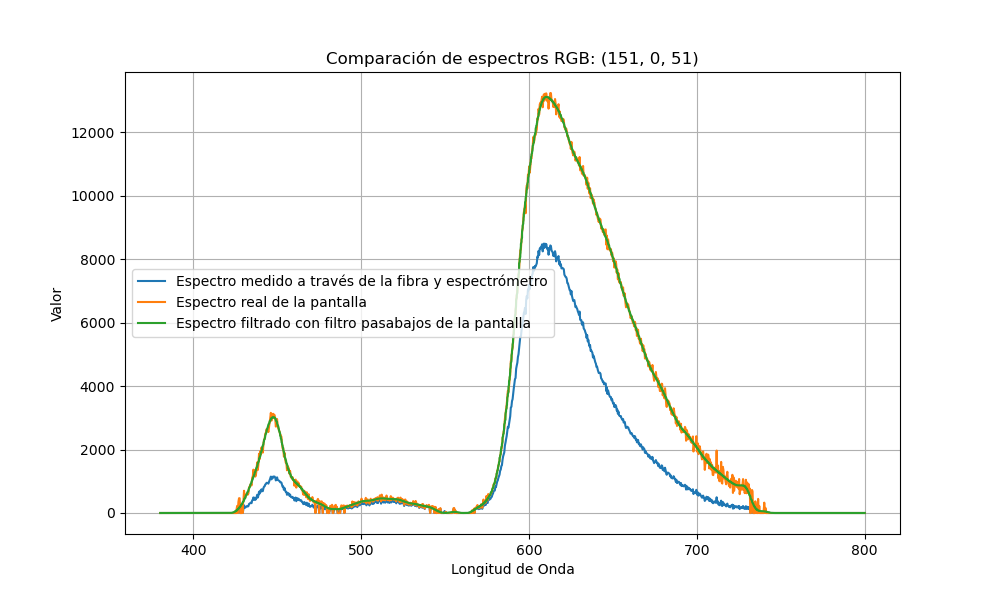 Comparación de espectros RGB: (151, 0, 51)
Valor
12000
10000
8000
6000
4000
2000
0
Espectro medido a través de la fibra y espectrómetro
Espectro real de la pantalla
Espectro filtrado con filtro pasabajos de la pantalla
400 500 600 700 800
Longitud de Onda